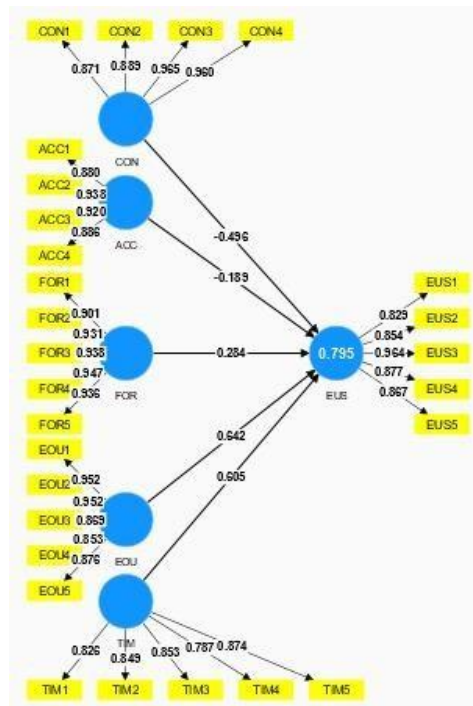 CON1 CON2 CON3 CON4
0.871 0.889 0.965 0.960
CON
ACC1
0.880
ACC2
0.938
ACC3
0.920
0.886
ACC4
ACC
-0.496
-0.189
FOR1
FOR2
0.901
0.931
FOR3
0.938
0.947
FOR4
0.936
FOR5
FOR
0.284
EUS1
0.829
EUS2
0.854
0.795
0.964
EUS3
0.877
EUS4
EUS
0.867
EUS5
EOU1
0.952
EOU2
0.952
EOU3
0.869
0.853
EOU4
0.876
EOU5
EOU
0.642
0.605
TIM
0.826 0.849 0.853 0.787 0.874
TIM1 TIM2 TIM3 TIM4 TIM5